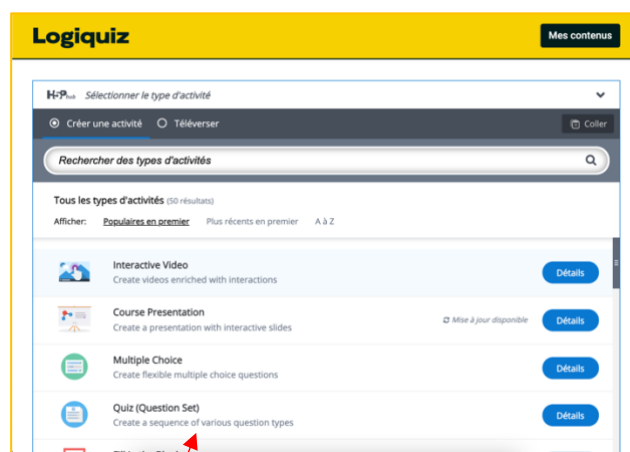 Logiquiz
Mes contenus
H-P hub Sélectionner le type d'activité
Créer une activité Téléverser Coller
Rechercher des types d'activités
Tous les types d'activités (50 résultats)
Afficher: Populaires en premier Plus récents en premier A à Z
Interactive Video
Create videos enriched with interactions
Détails
Course Presentation
Create a presentation with interactive slides
Mise à jour disponible
Détails
Multiple Choice
Create flexible multiple choice questions
Détails
Quiz (Question Set)
Create a sequence of various question types
Détails